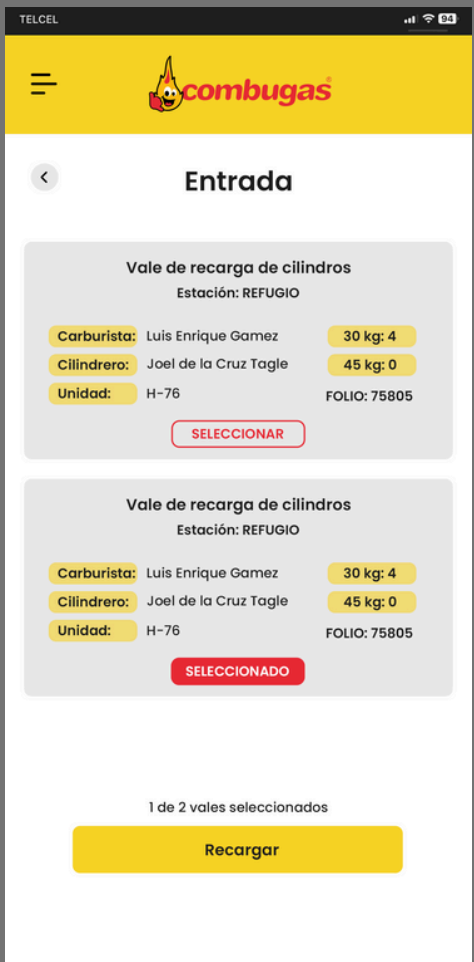 TELCEL
94
combugas
Entrada
Vale de recarga de cilindros
Estación: REFUGIO
Carburista: Luis Enrique Gamez 30 kg: 4
Cilindrero: Joel de la Cruz Tagle 45 kg: 0
Unidad: H-76 FOLIO: 75805
SELECCIONAR
Vale de recarga de cilindros
Estación: REFUGIO
Carburista: Luis Enrique Gamez 30 kg: 4
Cilindrero: Joel de la Cruz Tagle 45 kg: 0
Unidad: H-76 FOLIO: 75805
SELECCIONADO
1 de 2 vales seleccionados
Recargar